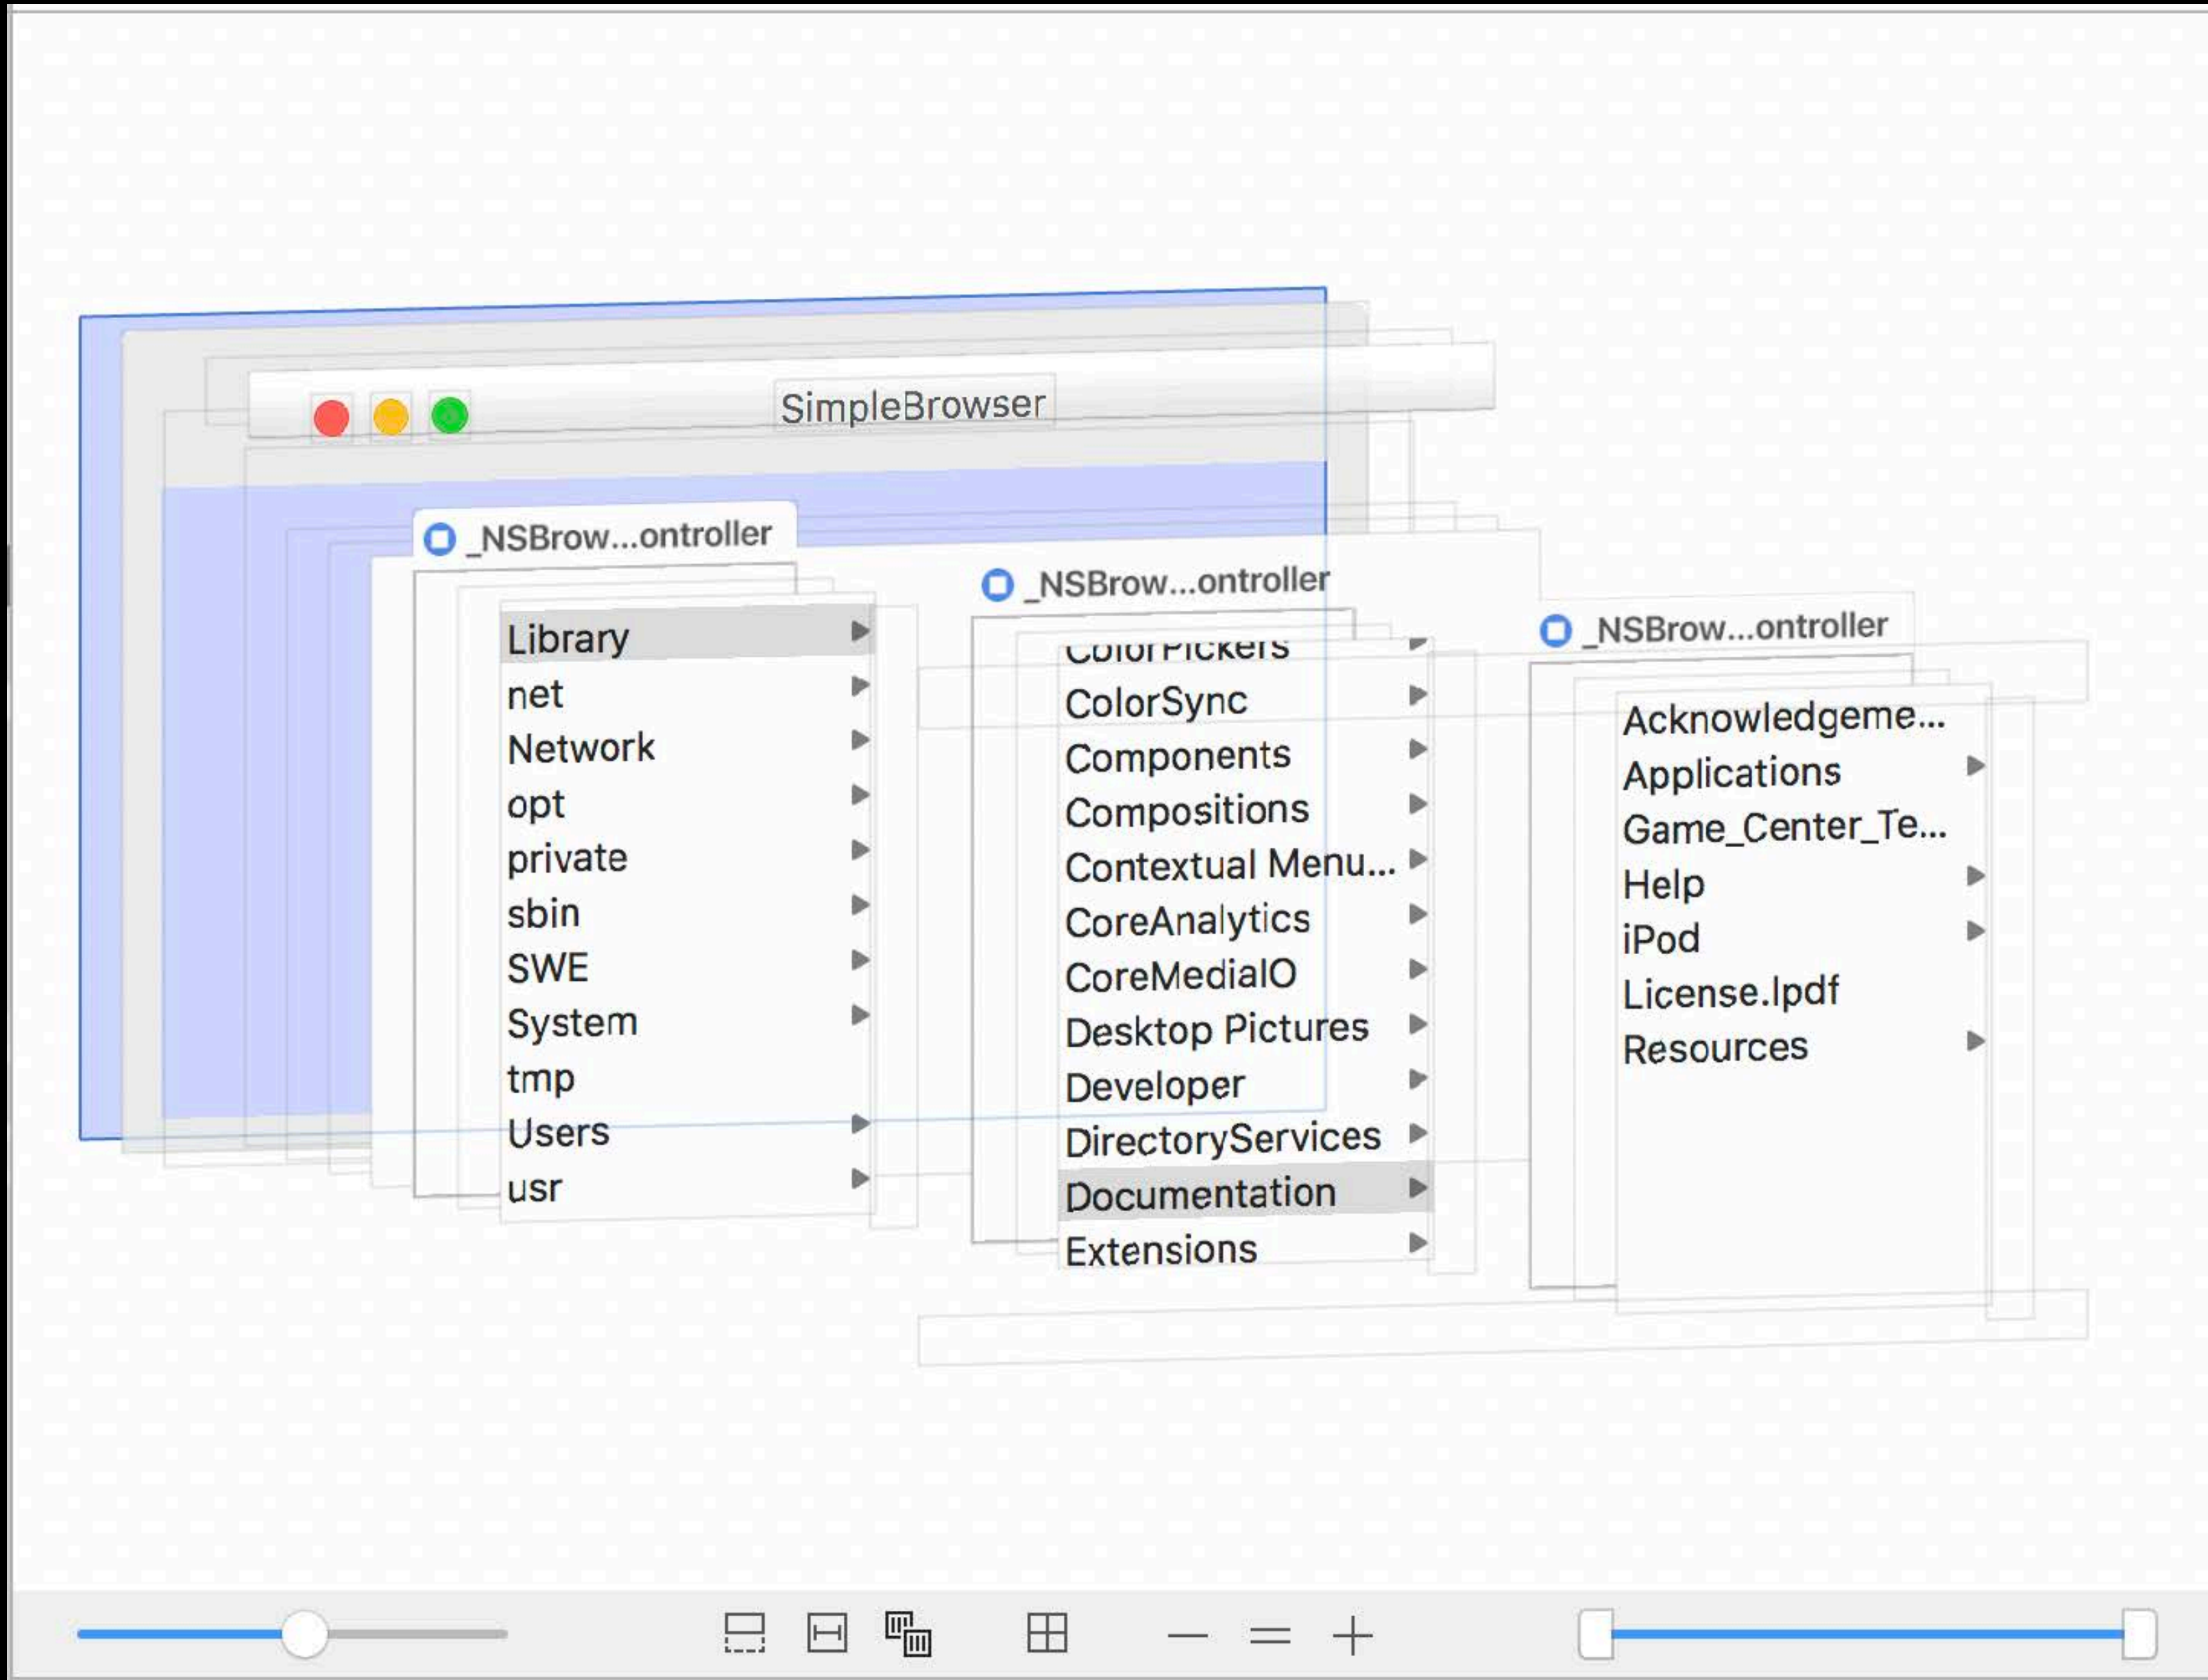 SimpleBrowser
_NSBrow...ontroller
Library
net
Network
opt
private
sbin
SWE
System
tmp
Users
usr
_NSBrow...ontroller
ColorPickers
ColorSync
Components
Compositions
Contextual Menu...
CoreAnalytics
CoreMediaIO
Desktop Pictures
Developer
DirectoryServices
Documentation
Extensions
_NSBrow...ontroller
Acknowledgeme...
Applications
Game_Center_Te...
Help
iPod
License.lpdf
Resources